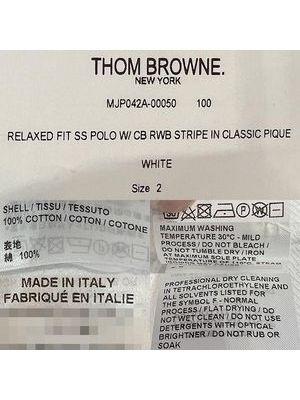 THOM BROWNE.
NEW YORK
MJP042A-00050 100
RELAXED FIT SS POLO W/ CB RWB STRIPE IN CLASSIC PIQUE
WHITE
Size 2
SHELL / TISSU / TESSUTO
100% COTTON / COTON / COTONE
表地
綿 100%
MAXIMUM WASHING
TEMPERATURE 30°C - MILD
PROCESS / DO NOT BLEACH /
DO NOT TUMBLE DRY / IRON
AT MAXIMUM SOLE PLATE
MADE IN ITALY
FABRIQUÉ EN ITALIE
PROFESSIONAL DRY CLEANING
IN TETRACHLOROETHYLENE AND
ALL SOLVENTS LISTED FOR
THE SYMBOL F - NORMAL
PROCESS / FLAT DRYING / DO
NOT WET CLEAN / DO NOT USE
DETERGENTS WITH OPTICAL
BRIGHTNER / DO NOT RUB OR
SOAK